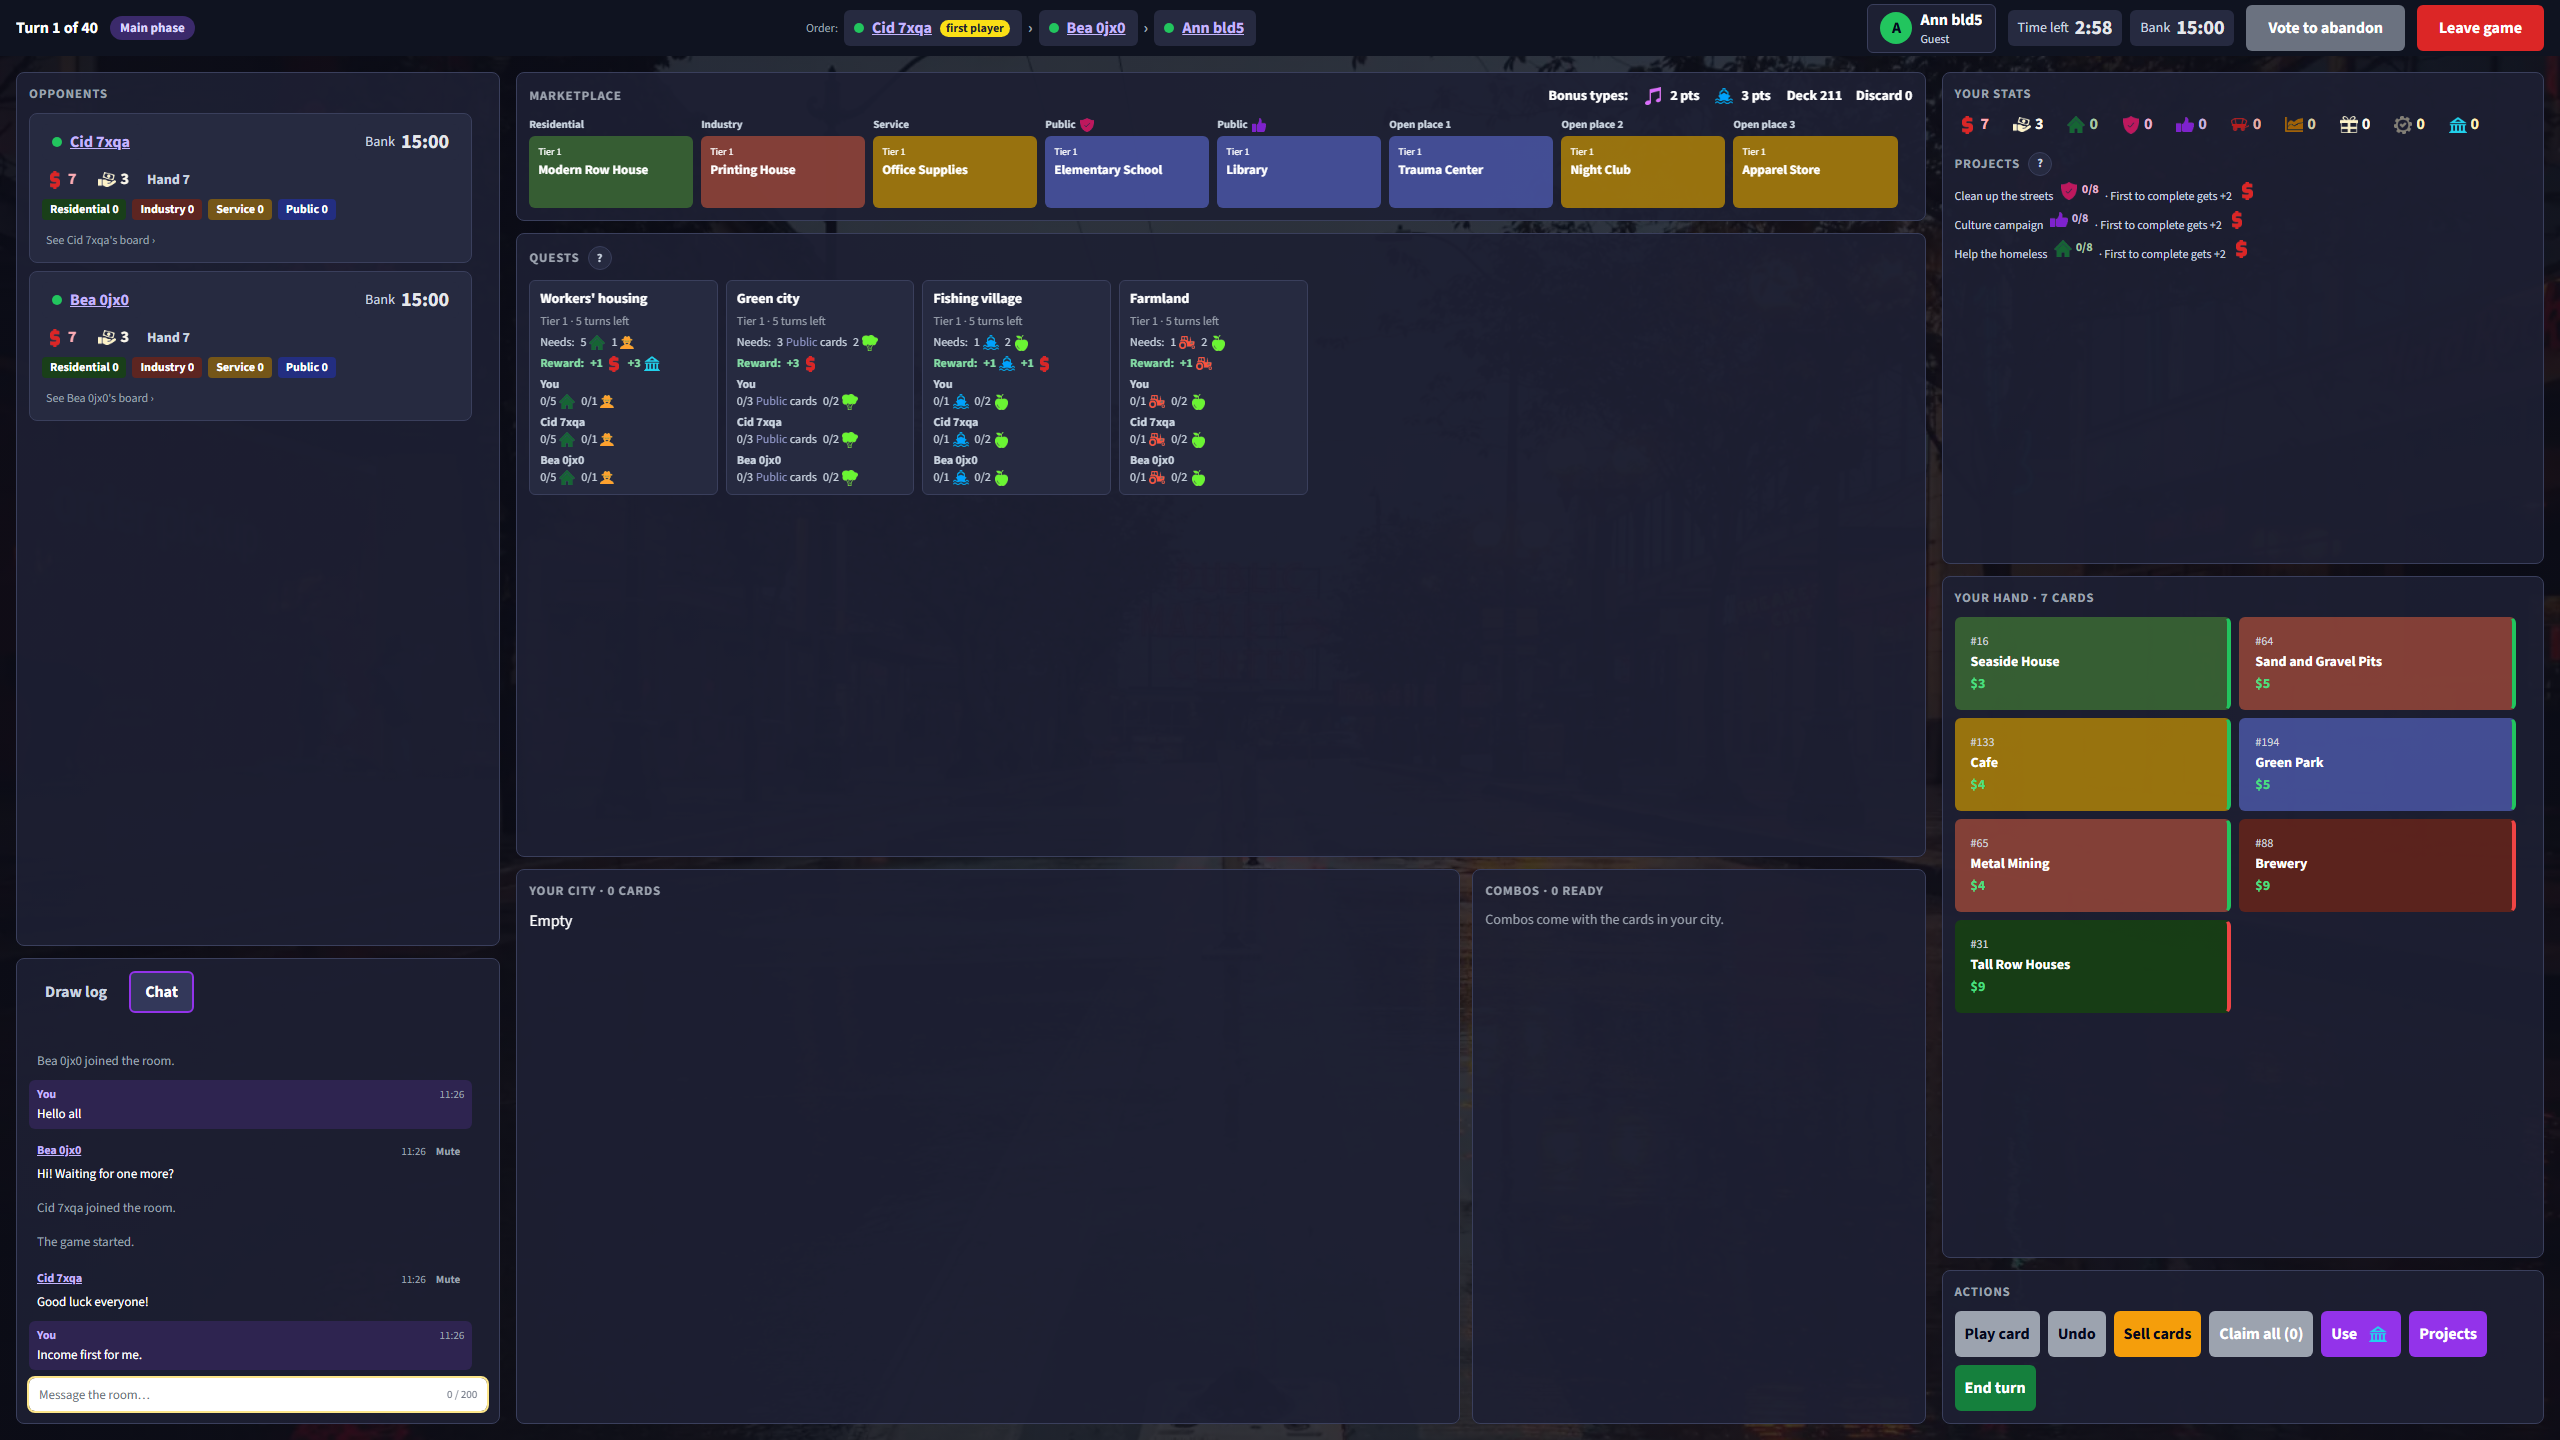 Turn 1 of 40 Main phase
Order: Cid 7xqa first player › Bea 0jx0 › Ann bld5
A Ann bld5 Guest
Time left 2:58 Bank 15:00 Vote to abandon Leave game
OPPONENTS
Cid 7xqa Bank 15:00
7 3 Hand 7
Residential 0 Industry 0 Service 0 Public 0
See Cid 7xqa's board ›
Bea 0jx0 Bank 15:00
7 3 Hand 7
Residential 0 Industry 0 Service 0 Public 0
See Bea 0jx0's board ›
Draw log Chat
Bea 0jx0 joined the room.
You 11:26
Hello all
Bea 0jx0 11:26 Mute
Hi! Waiting for one more?
Cid 7xqa joined the room.
The game started.
Cid 7xqa 11:26 Mute
Good luck everyone!
You 11:26
Income first for me.
Message the room… 0 / 200
MARKETPLACE Bonus types: 2 pts 3 pts Deck 211 Discard 0
Residential Industry Service Public Public Open place 1 Open place 2 Open place 3
Tier 1 Tier 1 Tier 1 Tier 1 Tier 1 Tier 1 Tier 1 Tier 1
Modern Row House Printing House Office Supplies Elementary School Library Trauma Center Night Club Apparel Store
QUESTS ?
Workers' housing
Tier 1 · 5 turns left
Needs: 5 1
Reward: +1 +3
You
0/5 0/1
Cid 7xqa
0/5 0/1
Bea 0jx0
0/5 0/1
Green city
Tier 1 · 5 turns left
Needs: 3 Public cards 2
Reward: +3
You
0/3 Public cards 0/2
Cid 7xqa
0/3 Public cards 0/2
Bea 0jx0
0/3 Public cards 0/2
Fishing village
Tier 1 · 5 turns left
Needs: 1 2
Reward: +1 +1
You
0/1 0/2
Cid 7xqa
0/1 0/2
Bea 0jx0
0/1 0/2
Farmland
Tier 1 · 5 turns left
Needs: 1 2
Reward: +1
You
0/1 0/2
Cid 7xqa
0/1 0/2
Bea 0jx0
0/1 0/2
YOUR CITY · 0 CARDS
Empty
COMBOS · 0 READY
Combos come with the cards in your city.
YOUR STATS
7 3 0 0 0 0 0 0 0 0
PROJECTS ?
Clean up the streets 0/8 · First to complete gets +2
Culture campaign 0/8 · First to complete gets +2
Help the homeless 0/8 · First to complete gets +2
YOUR HAND · 7 CARDS
#16
Seaside House
$3
#64
Sand and Gravel Pits
$5
#133
Cafe
$4
#194
Green Park
$5
#65
Metal Mining
$4
#88
Brewery
$9
#31
Tall Row Houses
$9
ACTIONS
Play card Undo Sell cards Claim all (0) Use Projects
End turn